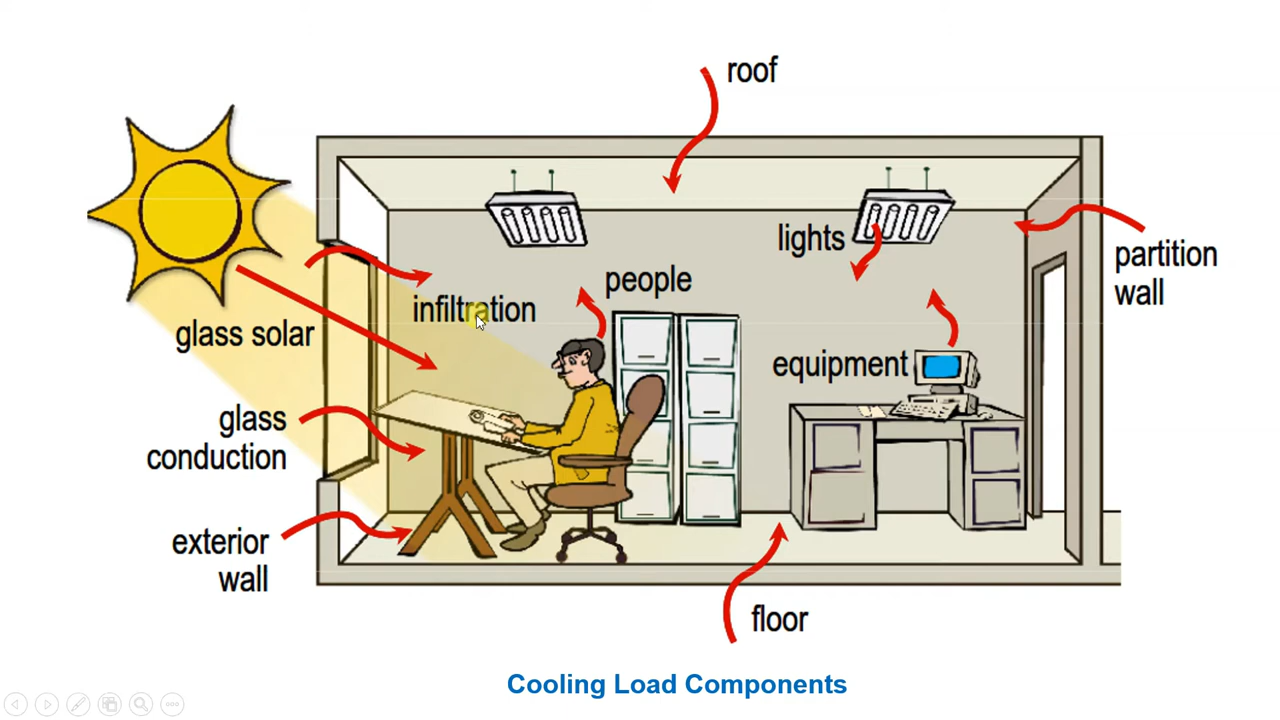 roof
lights
partition
wall
people
infiltration
glass solar
equipment
glass
conduction
exterior
wall
floor
Cooling Load Components